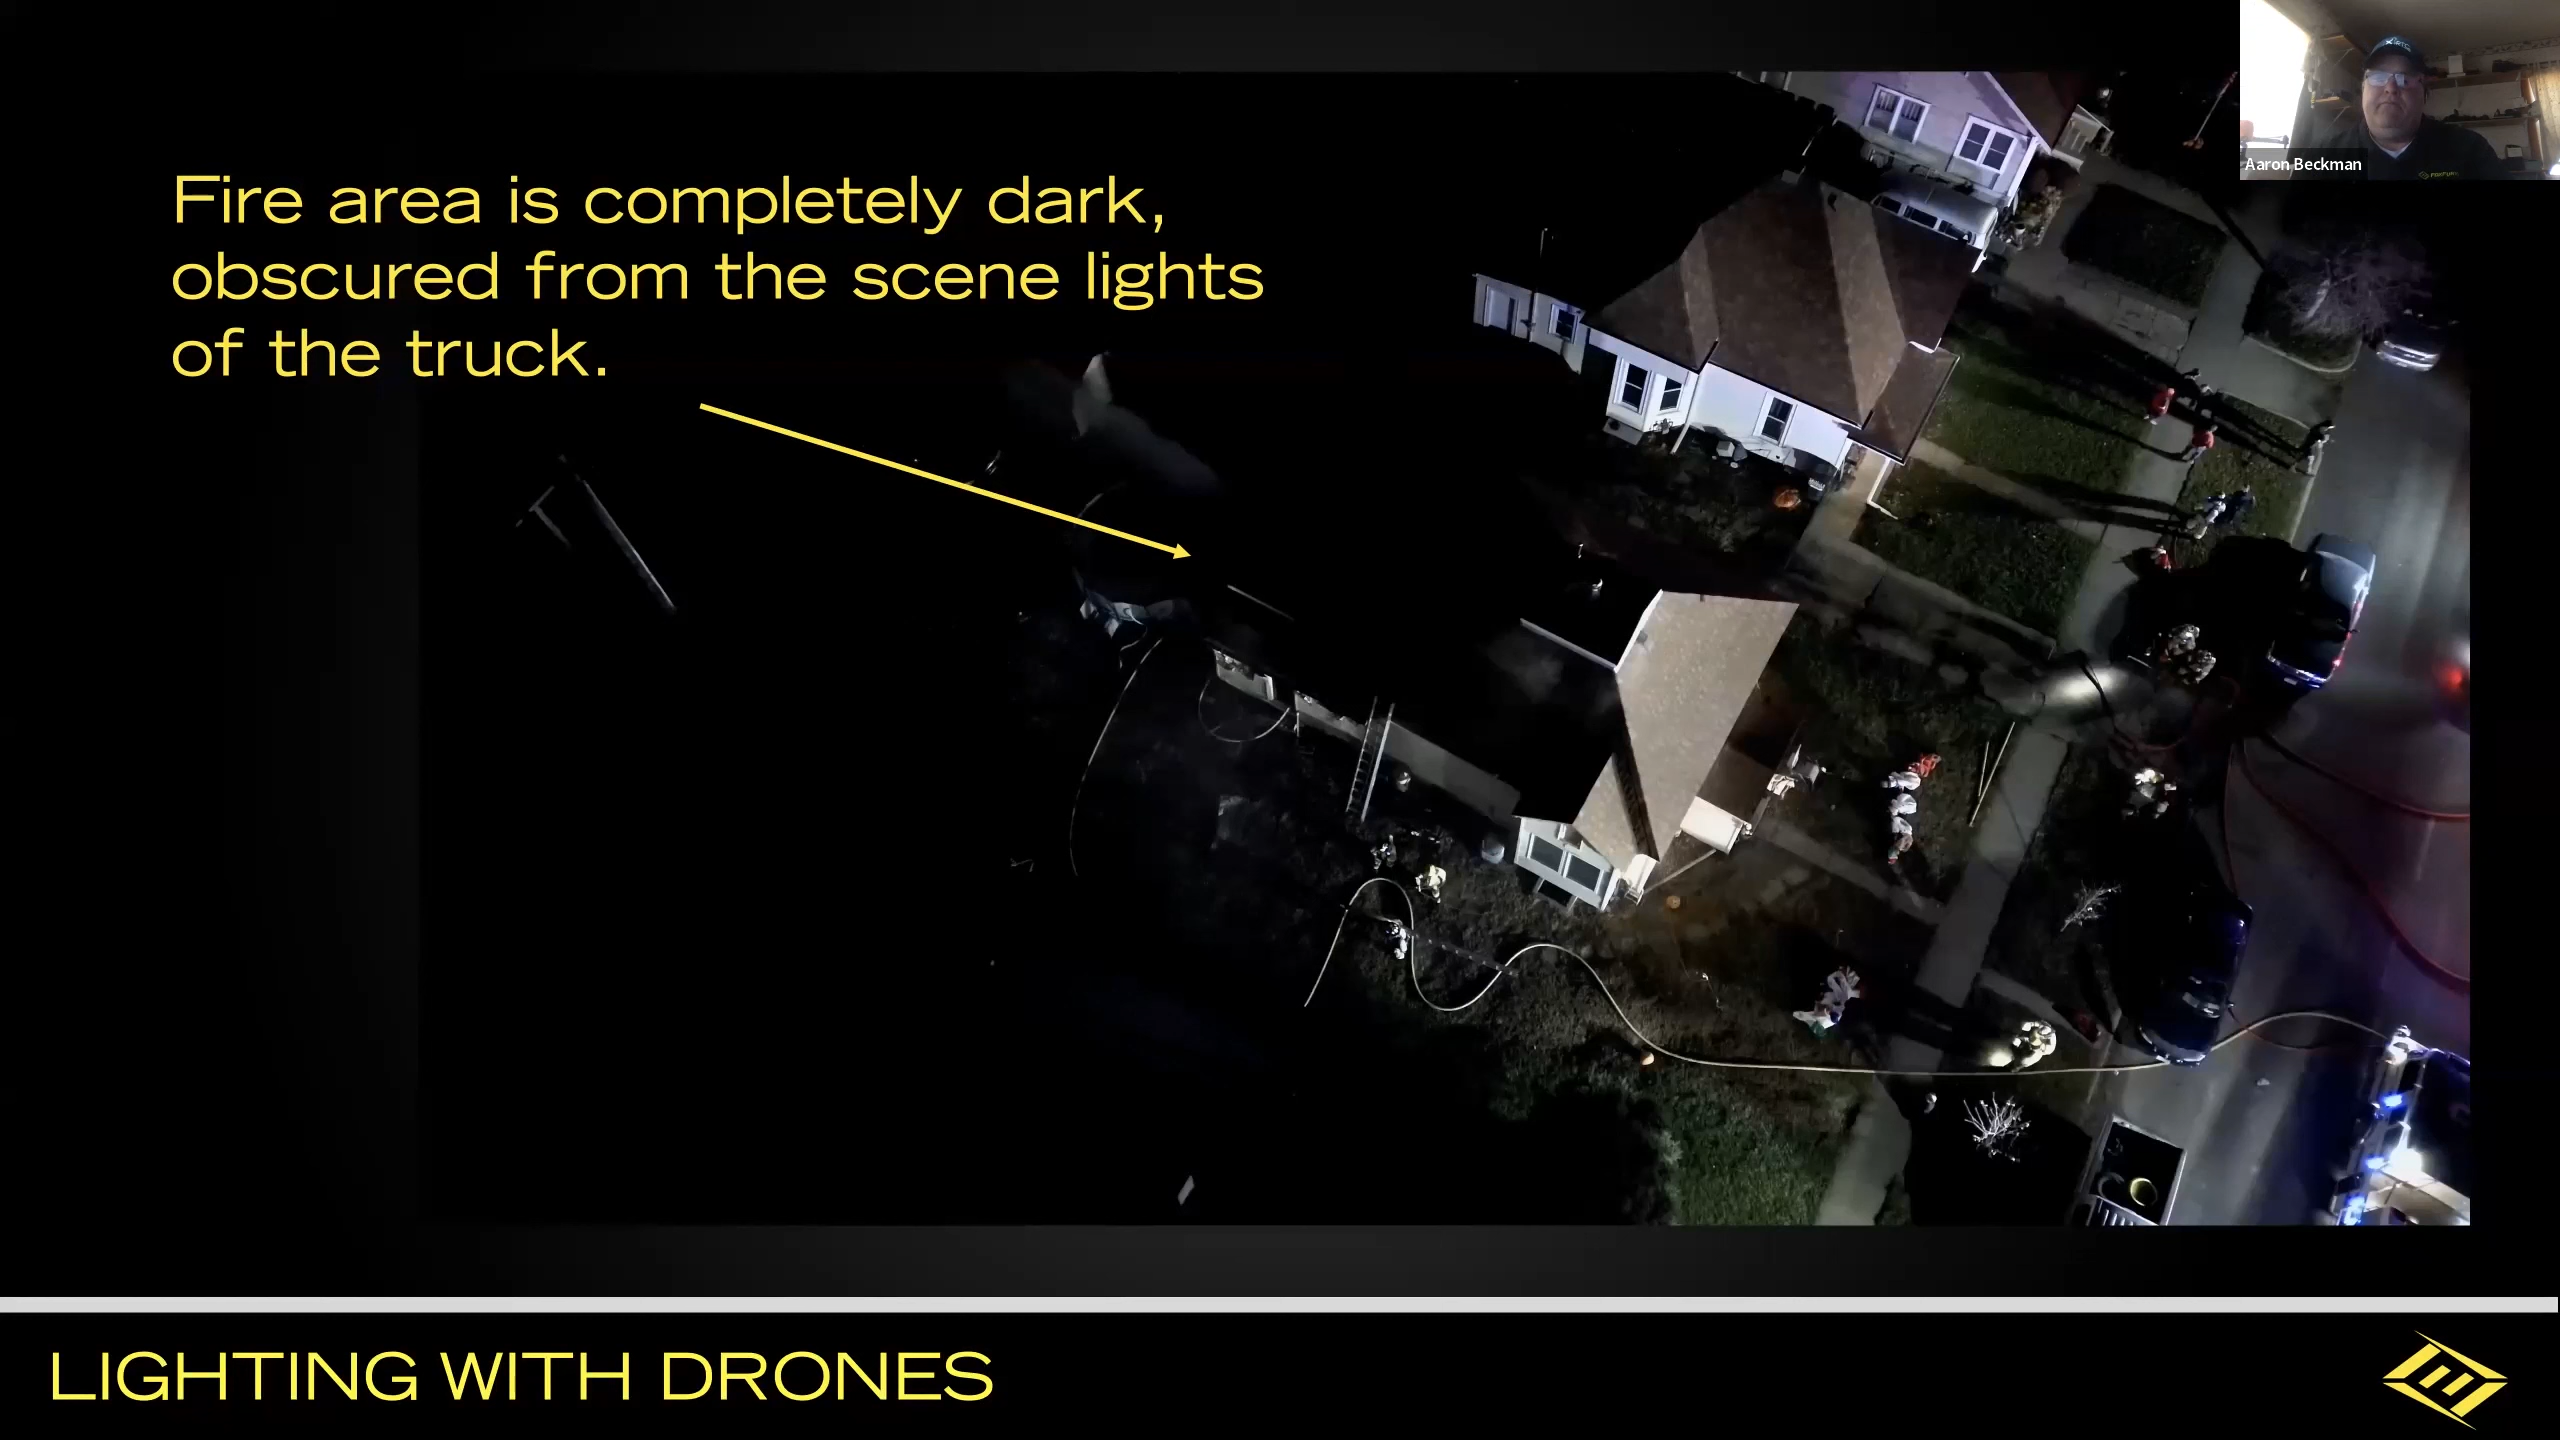 Aaron Beckman
Fire area is completely dark,
obscured from the scene lights
of the truck.
LIGHTING WITH DRONES